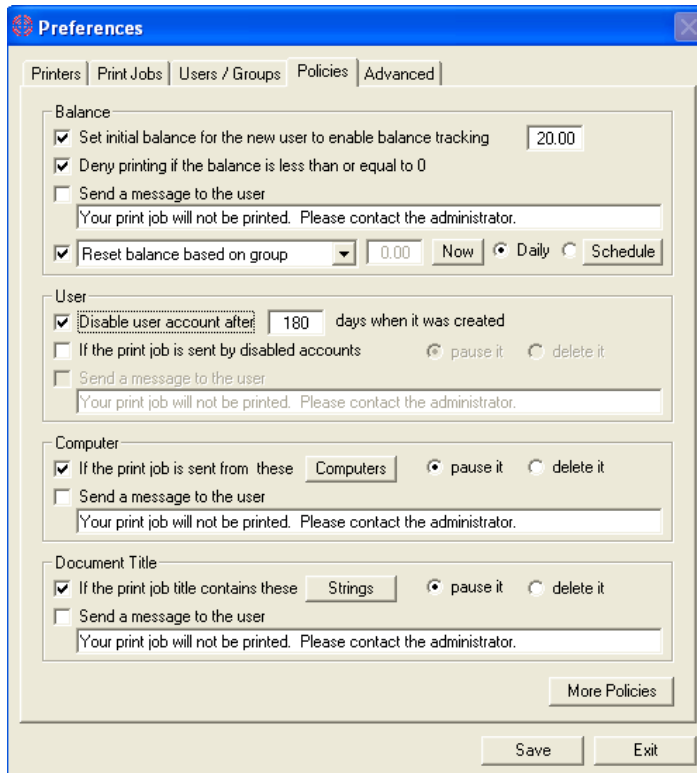 Preferences
Printers Print Jobs Users / Groups Policies Advanced
Balance
Set initial balance for the new user to enable balance tracking 20.00
Deny printing if the balance is less than or equal to 0
Send a message to the user
Your print job will not be printed.  Please contact the administrator.
Reset balance based on group 0.00 Now Daily Schedule
User
Disable user account after 180 days when it was created
If the print job is sent by disabled accounts pause it delete it
Send a message to the user
Your print job will not be printed.  Please contact the administrator.
Computer
If the print job is sent from  these Computers pause it delete it
Send a message to the user
Your print job will not be printed.  Please contact the administrator.
Document Title
If the print job title contains these Strings pause it delete it
Send a message to the user
Your print job will not be printed.  Please contact the administrator.
More Policies
Save Exit